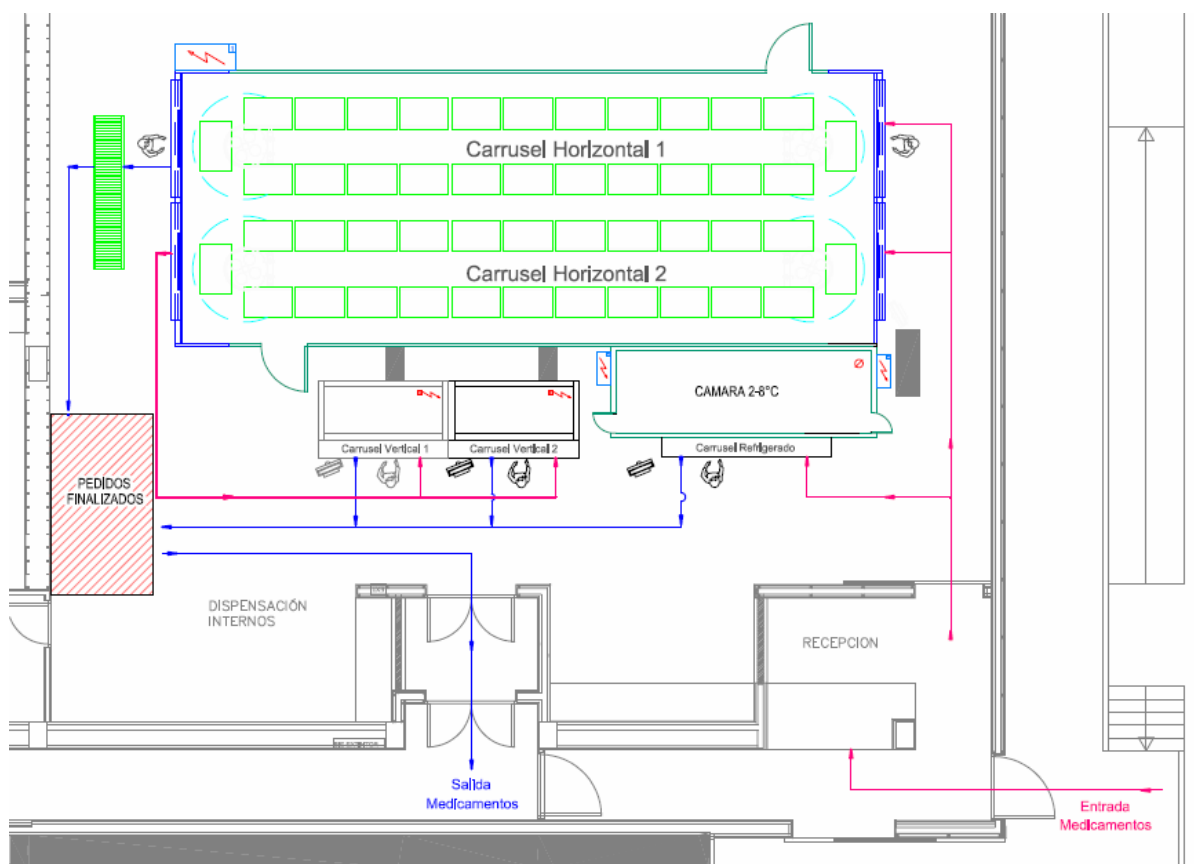 Carrusel Horizontal 1
Carrusel Horizontal 2
CAMARA 2-8°C
Carrusel Vertical 1
Carrusel Vertical 2
Carrusel Refrigerado
PEDIDOS
FINALIZADOS
DISPENSACIÓN
INTERNOS
RECEPCION
Salida
Medicamentos
Entrada
Medicamentos